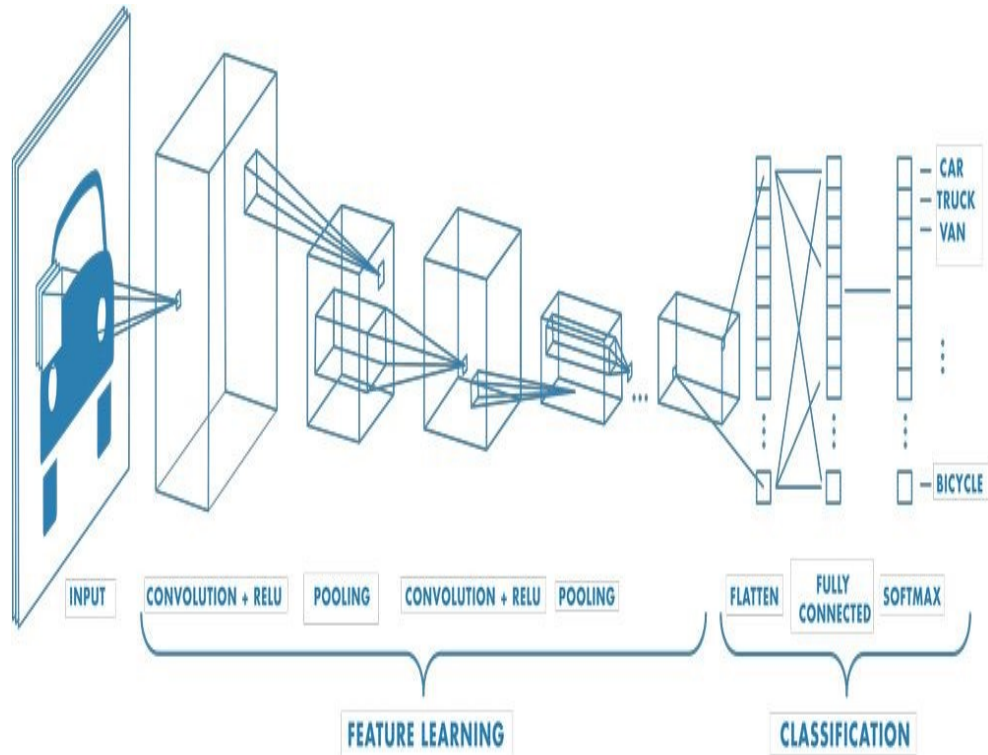 CAR
TRUCK
VAN
BICYCLE
INPUT
CONVOLUTION + RELU
POOLING
CONVOLUTION + RELU
POOLING
FLATTEN
FULLY
CONNECTED
SOFTMAX
FEATURE LEARNING
CLASSIFICATION